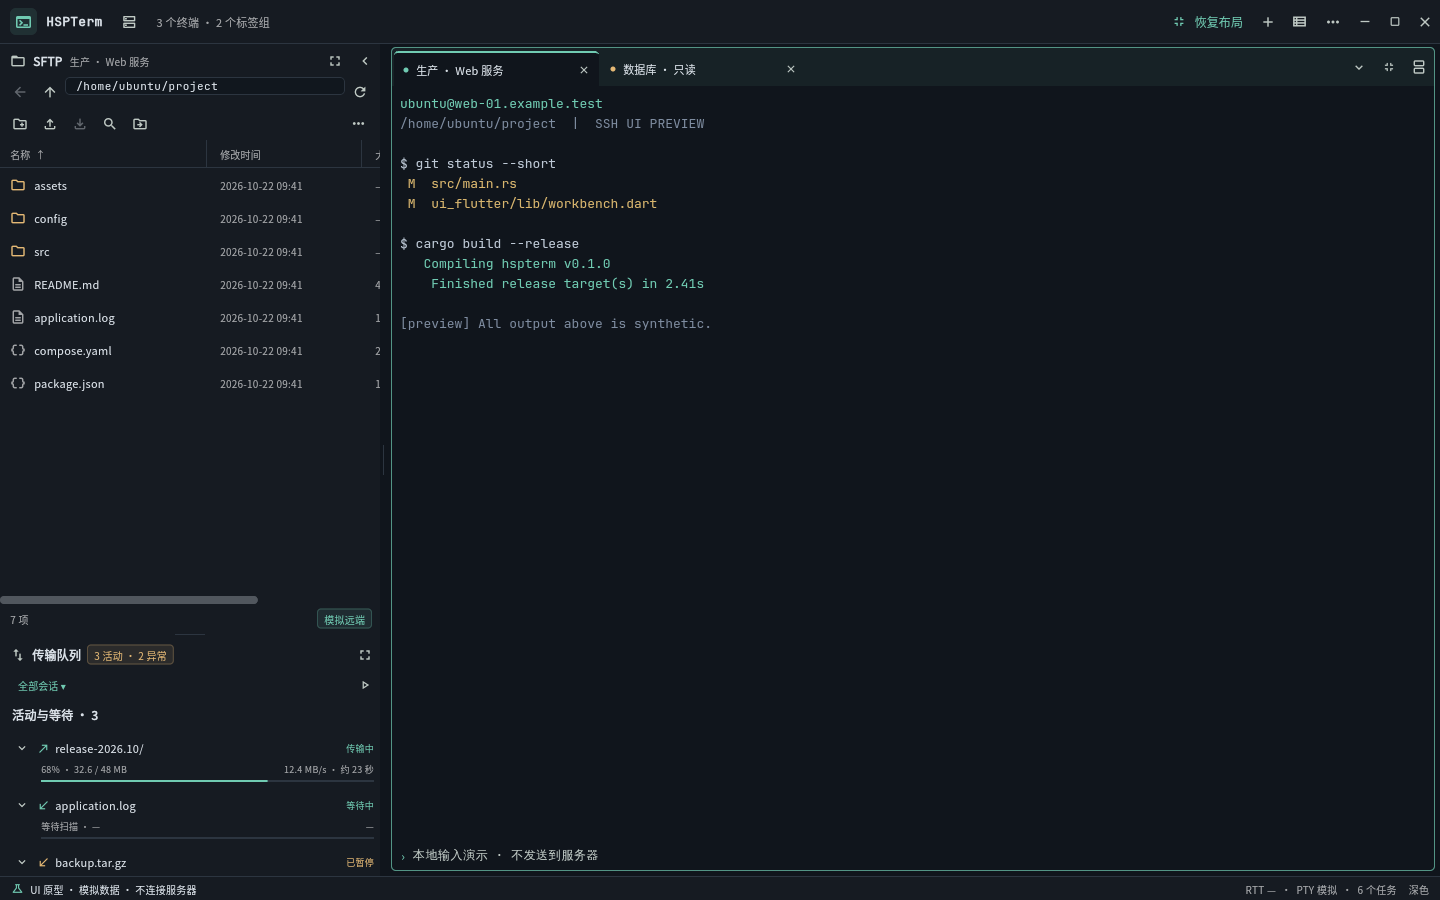 HSPTerm 3 个终端 · 2 个标签组 恢复布局
SFTP 生产 · Web 服务
/home/ubuntu/project
名称 ↑ 修改时间
assets 2026-10-22 09:41 –
config 2026-10-22 09:41 –
src 2026-10-22 09:41 –
README.md 2026-10-22 09:41 4
application.log 2026-10-22 09:41 1
compose.yaml 2026-10-22 09:41 2
package.json 2026-10-22 09:41 1
7 项 模拟远端
传输队列 3 活动 · 2 异常
全部会话 ▾
活动与等待 · 3
release-2026.10/ 传输中
68% · 32.6 / 48 MB 12.4 MB/s · 约 23 秒
application.log 等待中
等待扫描 · — —
backup.tar.gz 已暂停
生产 · Web 服务
数据库 · 只读
ubuntu@web-01.example.test
/home/ubuntu/project | SSH UI PREVIEW
$ git status --short
M src/main.rs
M ui_flutter/lib/workbench.dart
$ cargo build --release
Compiling hspterm v0.1.0
Finished release target(s) in 2.41s
[preview] All output above is synthetic.
› 本地输入演示 · 不发送到服务器
UI 原型 · 模拟数据 · 不连接服务器
RTT — · PTY 模拟 · 6 个任务 深色